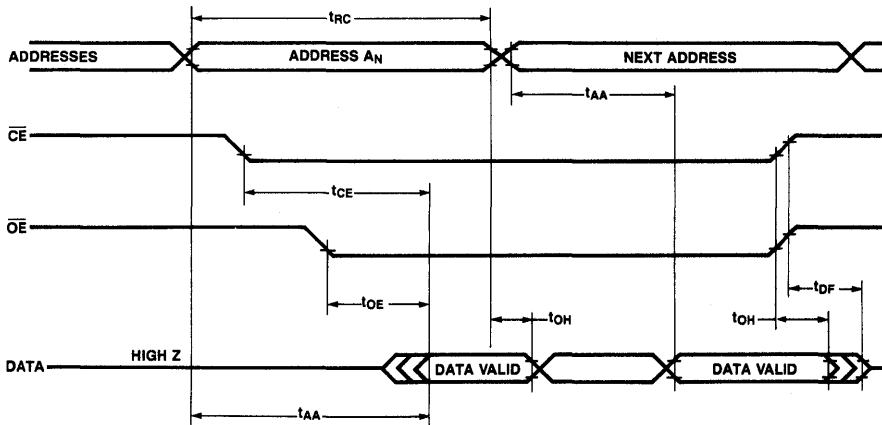 tRC
ADDRESSES ADDRESS AN NEXT ADDRESS
tAA
CE
tCE
OE
tOE tOH tOH tDF
HIGH Z
DATA DATA VALID DATA VALID
tAA